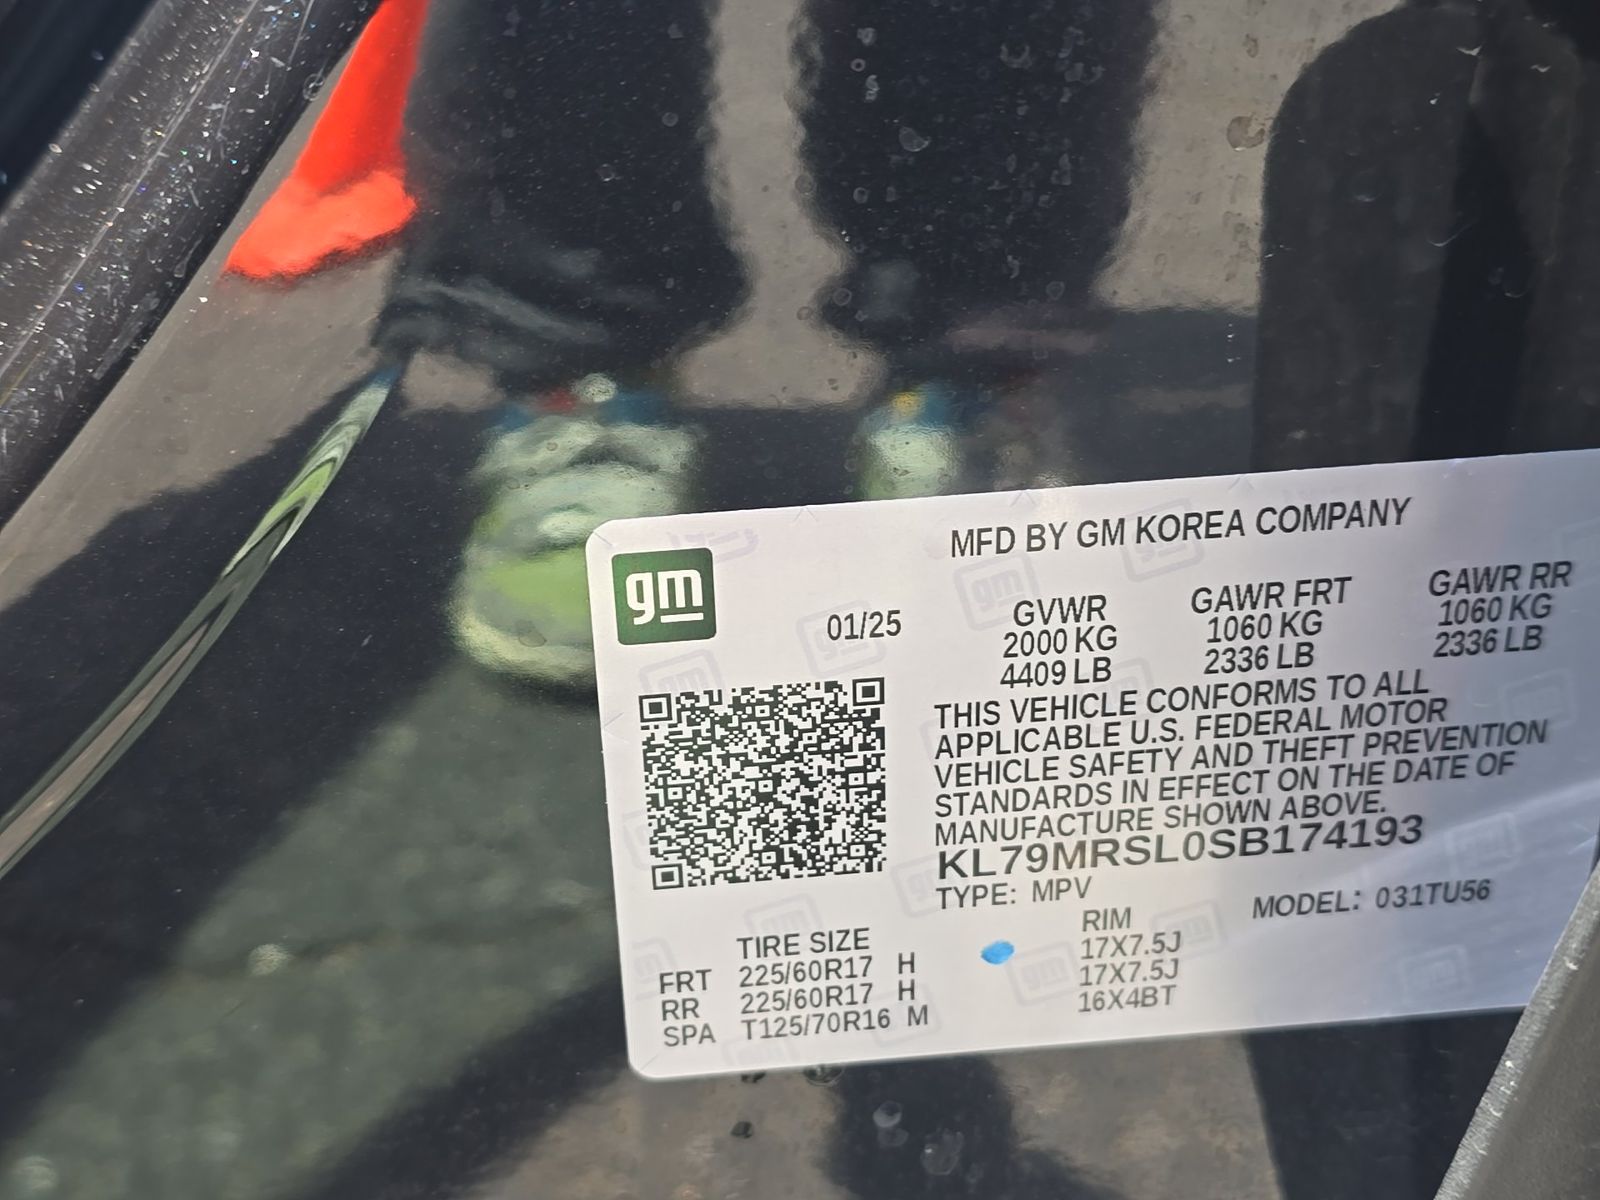 gm
MFD BY GM KOREA COMPANY
01/25
GVWR GAWR FRT GAWR RR
2000 KG 1060 KG 1060 KG
4409 LB 2336 LB 2336 LB
THIS VEHICLE CONFORMS TO ALL
APPLICABLE U.S. FEDERAL MOTOR
VEHICLE SAFETY AND THEFT PREVENTION
STANDARDS IN EFFECT ON THE DATE OF
MANUFACTURE SHOWN ABOVE.
KL79MRSL0SB174193
TYPE: MPV MODEL: 031TU56
TIRE SIZE RIM
FRT 225/60R17 H 17X7.5J
RR 225/60R17 H 17X7.5J
SPA T125/70R16 M 16X4BT